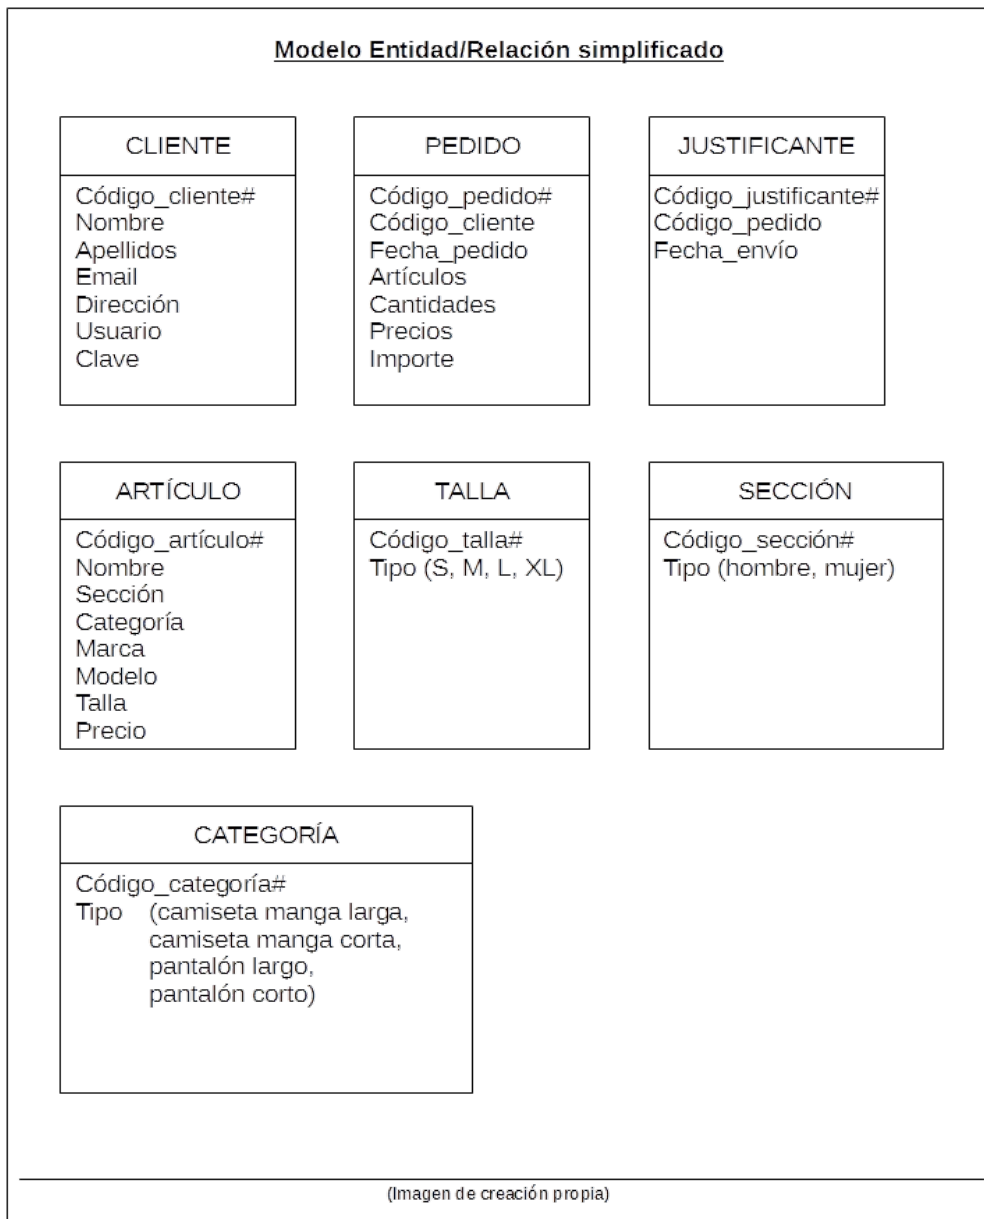 Modelo Entidad/Relación simplificado
CLIENTE
Código_cliente#
Nombre
Apellidos
Email
Dirección
Usuario
Clave
PEDIDO
Código_pedido#
Código_cliente
Fecha_pedido
Artículos
Cantidades
Precios
Importe
JUSTIFICANTE
Código_justificante#
Código_pedido
Fecha_envío
ARTÍCULO
Código_artículo#
Nombre
Sección
Categoría
Marca
Modelo
Talla
Precio
TALLA
Código_talla#
Tipo (S, M, L, XL)
SECCIÓN
Código_sección#
Tipo (hombre, mujer)
CATEGORÍA
Código_categoría#
Tipo (camiseta manga larga,
camiseta manga corta,
pantalón largo,
pantalón corto)
(Imagen de creación propia)